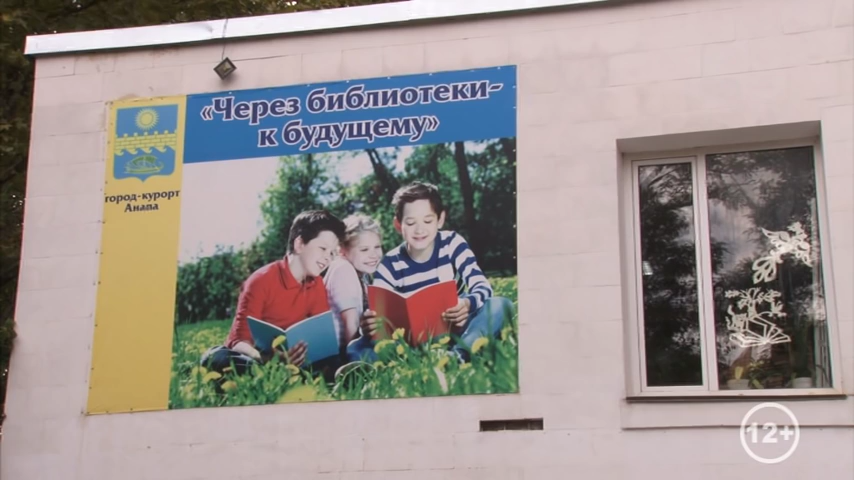 «Через библиотеки-
к будущему»
город-курорт
Анапа
12+